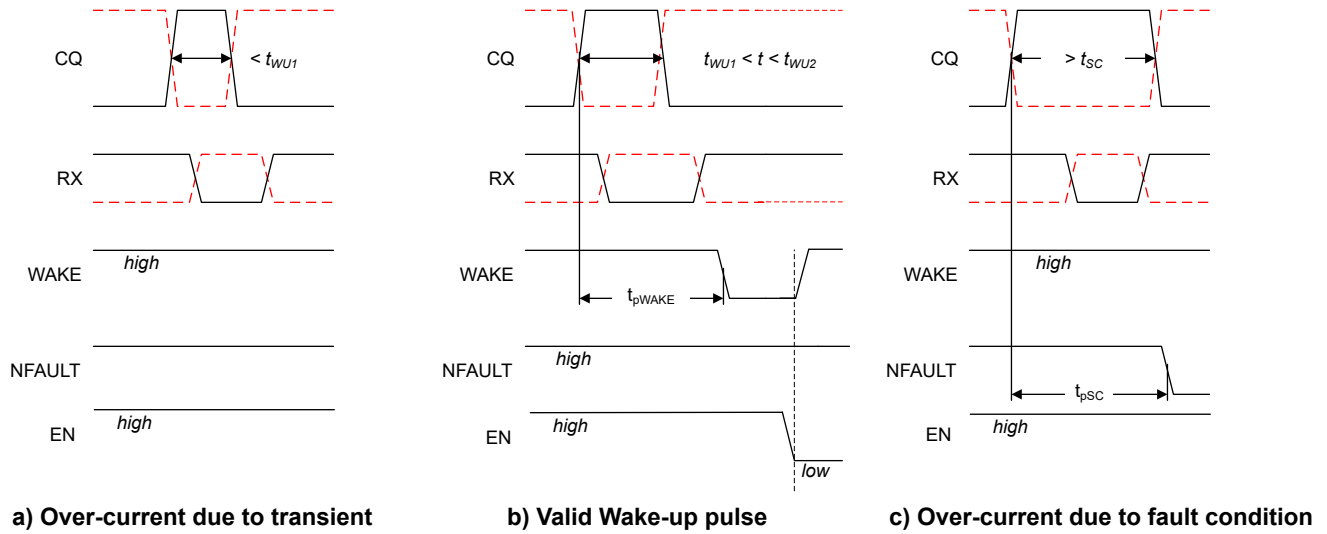 CQ
< tWU1
RX
WAKE
high
NFAULT
EN
high
a) Over-current due to transient
CQ
tWU1 < t < tWU2
RX
WAKE
tpWAKE
NFAULT
high
EN
high
low
b) Valid Wake-up pulse
CQ
> tSC
RX
WAKE
high
NFAULT
tpSC
EN
high
c) Over-current due to fault condition